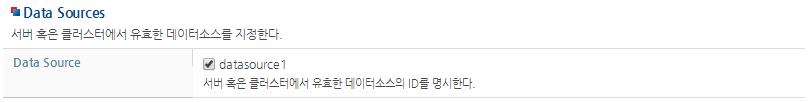 Data Sources
서버 혹은 클러스터에서 유효한 데이터소스를 지정한다.
Data Source
datasource1
서버 혹은 클러스터에서 유효한 데이터소스의 ID를 명시한다.